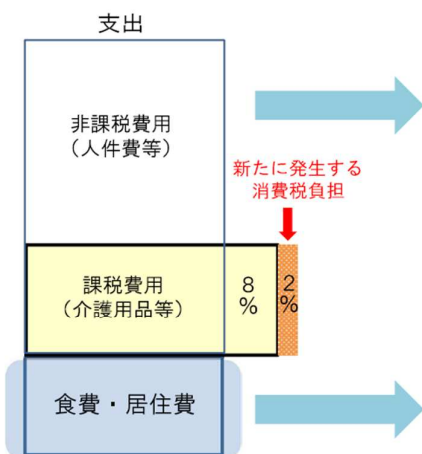 支出
非課税費用
（人件費等）
新たに発生する
消費税負担
課税費用
（介護用品等）
8
%
2
%
食費・居住費